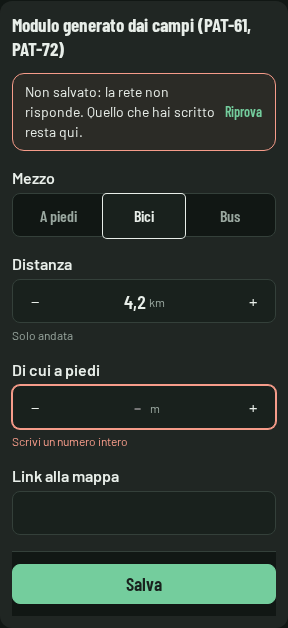 Modulo generato dai campi (PAT-61,
PAT-72)
Non salvato: la rete non
risponde. Quello che hai scritto
resta qui.
Riprova
Mezzo
A piedi Bici Bus
Distanza
− 4,2 km +
Solo andata
Di cui a piedi
− – m +
Scrivi un numero intero
Link alla mappa
Salva